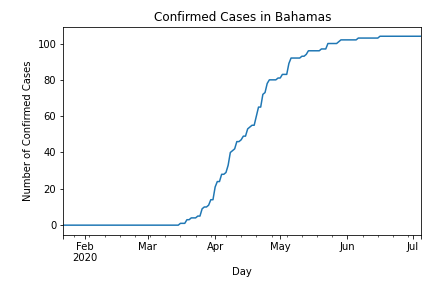 Confirmed Cases in Bahamas
Number of Confirmed Cases
100
80
60
40
20
0
Feb Mar Apr May Jun Jul
2020
Day